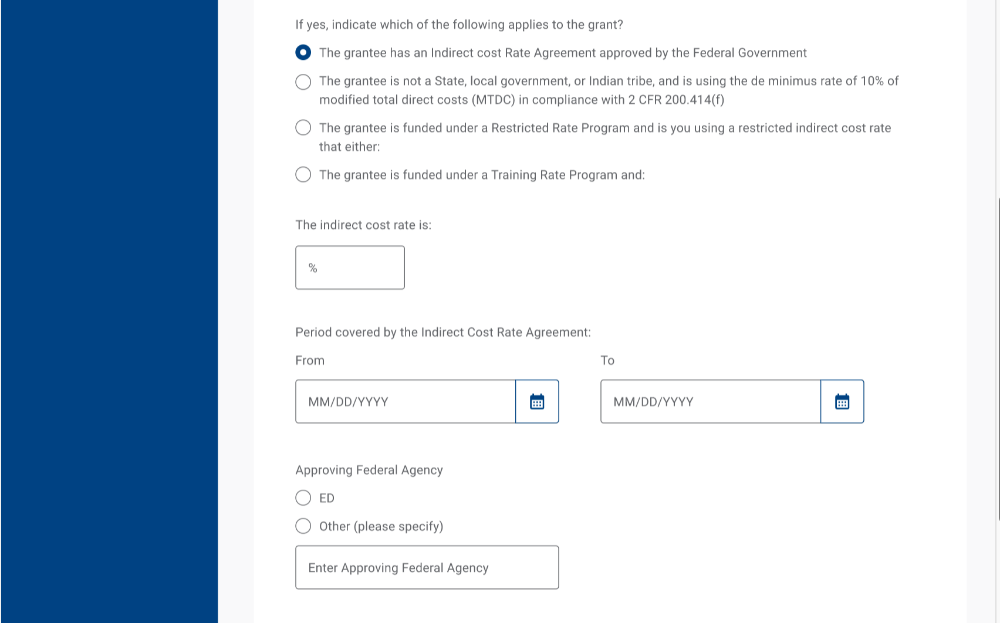 If yes, indicate which of the following applies to the grant?
The grantee has an Indirect cost Rate Agreement approved by the Federal Government
The grantee is not a State, local government, or Indian tribe, and is using the de minimus rate of 10% of
modified total direct costs (MTDC) in compliance with 2 CFR 200.414(f)
The grantee is funded under a Restricted Rate Program and is you using a restricted indirect cost rate
that either:
The grantee is funded under a Training Rate Program and:
The indirect cost rate is:
%
Period covered by the Indirect Cost Rate Agreement:
From
To
MM/DD/YYYY
MM/DD/YYYY
Approving Federal Agency
ED
Other (please specify)
Enter Approving Federal Agency